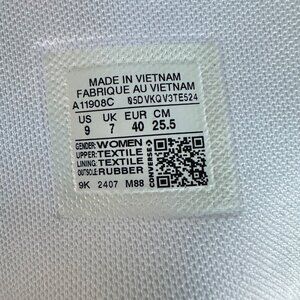 MADE IN VIETNAM
FABRIQUE AU VIETNAM
A11908C 05DVKQV3TE524
US UK EUR CM
9 7 40 25.5
GENDER: WOMEN
UPPER: TEXTILE
LINING: TEXTILE
OUTSOLE: RUBBER
CONVERSE
9K 2407 M88